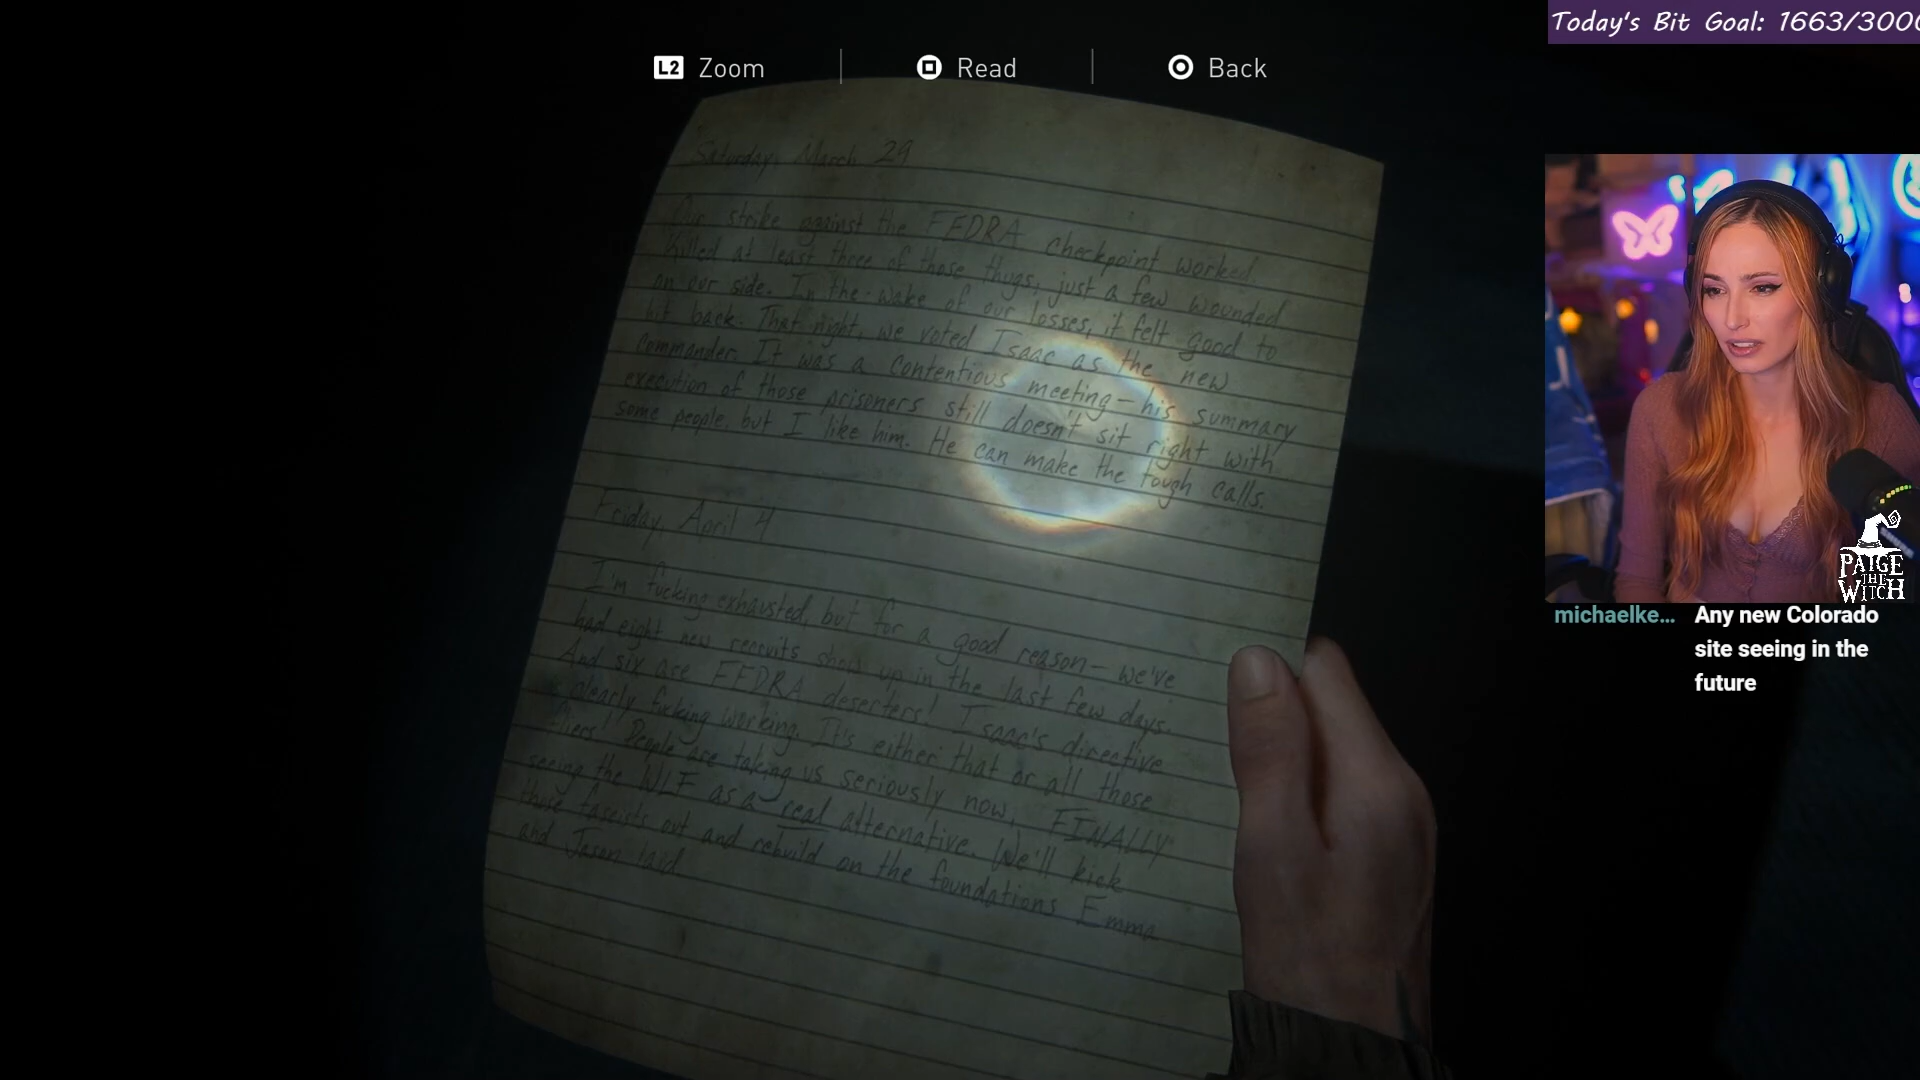 Today's Bit Goal: 1663/3000
L2 Zoom
Read
Back
Saturday, March 29
Our strike against the FEDRA checkpoint worked.
Killed at least three of those thugs, just a few wounded
on our side. In the wake of our losses, it felt good to
hit back. That night, we voted Isaac as the new
commander. It was a contentious meeting— his summary
execution of those prisoners still doesn't sit right with
some people, but I like him. He can make the tough calls.
Friday, April 4
I'm fucking exhausted, but for a good reason— we've
had eight new recruits show up in the last few days.
And six are FEDRA deserters! Isaac's directive
clearly fucking working. It's either that or all those
fliers! People are taking us seriously now, FINALLY
seeing the WLF as a real alternative. We'll kick
those fascists out and rebuild on the foundations Emma
and Jason laid.
PAIGE
THE
WITCH
michaelke... Any new Colorado
site seeing in the
future